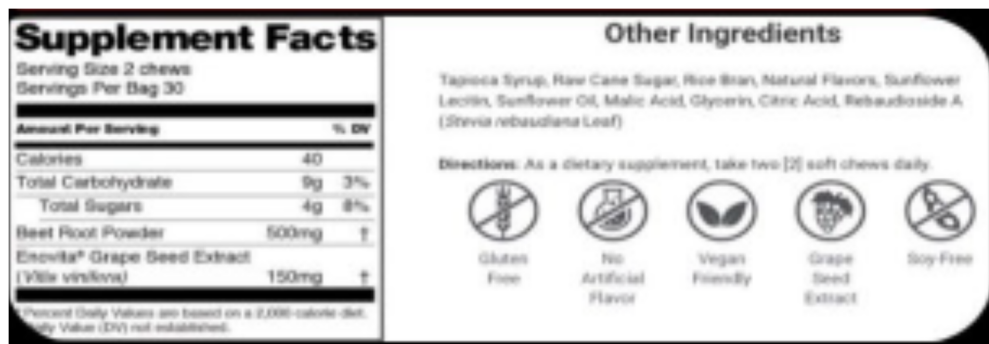 Supplement Facts
Serving Size 2 chews
Servings Per Bag 30
Amount Per Serving % DV
Calories 40
Total Carbohydrate 9g 3%
Total Sugars 4g 8%
Beet Root Powder 500mg †
Enovita® Grape Seed Extract
(Vitis vinifera) 150mg †
Percent Daily Values are based on a 2,000 calorie diet.
Daily Value (DV) not established.
Other Ingredients
Tapioca Syrup, Raw Cane Sugar, Rice Bran, Natural Flavors, Sunflower
Lecitin, Sunflower Oil, Malic Acid, Glycerin, Citric Acid, Rebaudioside A
(Stevia rebaudiana Leaf)
Directions: As a dietary supplement, take two [2] soft chews daily.
Gluten
Free
No
Artificial
Flavor
Vegan
Friendly
Grape
Seed
Extract
Soy Free